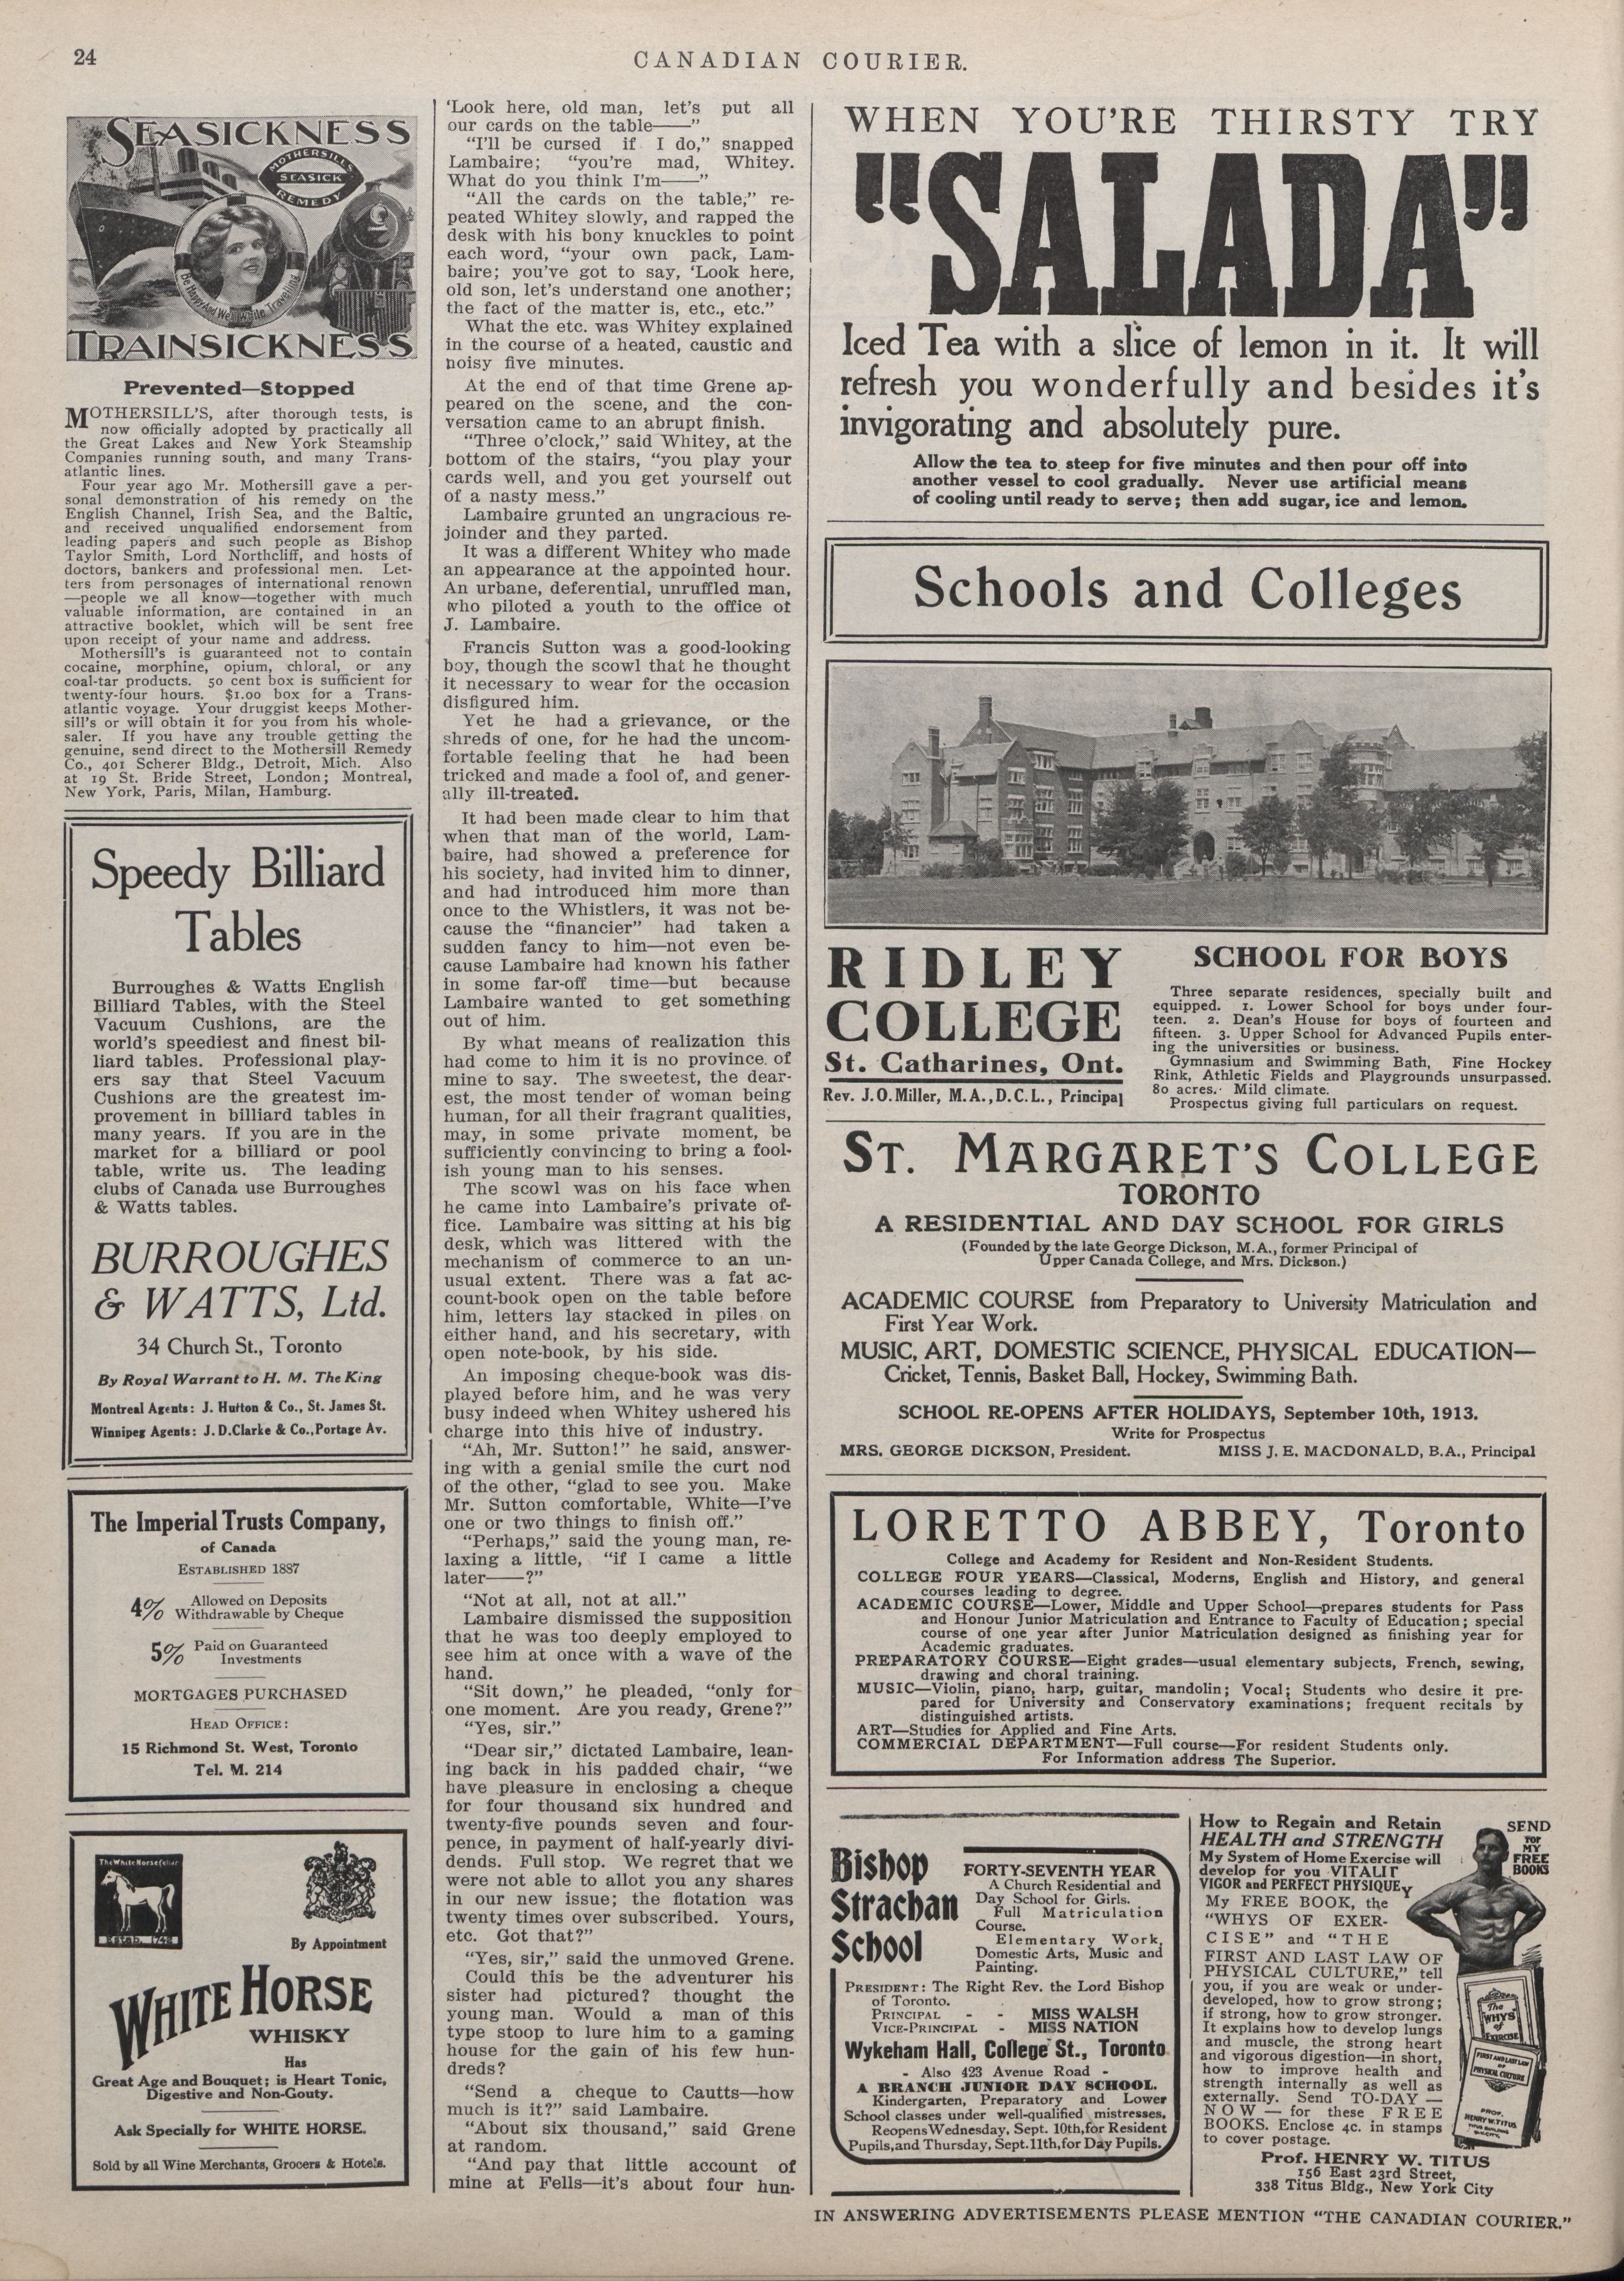 24
CANADIAN COURIER.
SEASICKNESS
MOTHERSILL'S
SEASICK
REMEDY
Be Happy And Well While Travelling
TRAINSICKNESS
Prevented—Stopped
MOTHERSILL'S, after thorough tests, is
now officially adopted by practically all
the Great Lakes and New York Steamship
Companies running south, and many Trans-
atlantic lines.
Four year ago Mr. Mothersill gave a per-
sonal demonstration of his remedy on the
English Channel, Irish Sea, and the Baltic,
and received unqualified endorsement from
leading papers and such people as Bishop
Taylor Smith, Lord Northcliff, and hosts of
doctors, bankers and professional men. Let-
ters from personages of international renown
—people we all know—together with much
valuable information, are contained in an
attractive booklet, which will be sent free
upon receipt of your name and address.
Mothersill's is guaranteed not to contain
cocaine, morphine, opium, chloral, or any
coal-tar products. 50 cent box is sufficient for
twenty-four hours. $1.00 box for a Trans-
atlantic voyage. Your druggist keeps Mother-
sill's or will obtain it for you from his whole-
saler. If you have any trouble getting the
genuine, send direct to the Mothersill Remedy
Co., 401 Scherer Bldg., Detroit, Mich. Also
at 19 St. Bride Street, London; Montreal,
New York, Paris, Milan, Hamburg.
Speedy Billiard
Tables
Burroughes & Watts English
Billiard Tables, with the Steel
Vacuum Cushions, are the
world's speediest and finest bil-
liard tables. Professional play-
ers say that Steel Vacuum
Cushions are the greatest im-
provement in billiard tables in
many years. If you are in the
market for a billiard or pool
table, write us. The leading
clubs of Canada use Burroughes
& Watts tables.
BURROUGHES
& WATTS, Ltd.
34 Church St., Toronto
By Royal Warrant to H. M. The King
Montreal Agents: J. Hutton & Co., St. James St.
Winnipeg Agents: J.D.Clarke & Co.,Portage Av.
The Imperial Trusts Company,
of Canada
ESTABLISHED 1887
4% Allowed on Deposits
Withdrawable by Cheque
5% Paid on Guaranteed
Investments
MORTGAGES PURCHASED
HEAD OFFICE:
15 Richmond St. West, Toronto
Tel. M. 214
The White Horse Cellar
Estab. 1742
By Appointment
WHITE HORSE
WHISKY
Has
Great Age and Bouquet; is Heart Tonic,
Digestive and Non-Gouty.
Ask Specially for WHITE HORSE.
Sold by all Wine Merchants, Grocers & Hotels.
'Look here, old man, let's put all
our cards on the table——"
"I'll be cursed if I do," snapped
Lambaire; "you're mad, Whitey.
What do you think I'm——"
"All the cards on the table," re-
peated Whitey slowly, and rapped the
desk with his bony knuckles to point
each word, "your own pack, Lam-
baire; you've got to say, 'Look here,
old son, let's understand one another;
the fact of the matter is, etc., etc."
What the etc. was Whitey explained
in the course of a heated, caustic and
noisy five minutes.
At the end of that time Grene ap-
peared on the scene, and the con-
versation came to an abrupt finish.
"Three o'clock," said Whitey, at the
bottom of the stairs, "you play your
cards well, and you get yourself out
of a nasty mess."
Lambaire grunted an ungracious re-
joinder and they parted.
It was a different Whitey who made
an appearance at the appointed hour.
An urbane, deferential, unruffled man,
who piloted a youth to the office of
J. Lambaire.
Francis Sutton was a good-looking
boy, though the scowl that he thought
it necessary to wear for the occasion
disfigured him.
Yet he had a grievance, or the
shreds of one, for he had the uncom-
fortable feeling that he had been
tricked and made a fool of, and gener-
ally ill-treated.
It had been made clear to him that
when that man of the world, Lam-
baire, had showed a preference for
his society, had invited him to dinner,
and had introduced him more than
once to the Whistlers, it was not be-
cause the "financier" had taken a
sudden fancy to him—not even be-
cause Lambaire had known his father
in some far-off time—but because
Lambaire wanted to get something
out of him.
By what means of realization this
had come to him it is no province of
mine to say. The sweetest, the dear-
est, the most tender of woman being
human, for all their fragrant qualities,
may, in some private moment, be
sufficiently convincing to bring a fool-
ish young man to his senses.
The scowl was on his face when
he came into Lambaire's private of-
fice. Lambaire was sitting at his big
desk, which was littered with the
mechanism of commerce to an un-
usual extent. There was a fat ac-
count-book open on the table before
him, letters lay stacked in piles on
either hand, and his secretary, with
open note-book, by his side.
An imposing cheque-book was dis-
played before him, and he was very
busy indeed when Whitey ushered his
charge into this hive of industry.
"Ah, Mr. Sutton!" he said, answer-
ing with a genial smile the curt nod
of the other, "glad to see you. Make
Mr. Sutton comfortable, White—I've
one or two things to finish off."
"Perhaps," said the young man, re-
laxing a little, "if I came a little
later——?"
"Not at all, not at all."
Lambaire dismissed the supposition
that he was too deeply employed to
see him at once with a wave of the
hand.
"Sit down," he pleaded, "only for
one moment. Are you ready, Grene?"
"Yes, sir."
"Dear sir," dictated Lambaire, lean-
ing back in his padded chair, "we
have pleasure in enclosing a cheque
for four thousand six hundred and
twenty-five pounds seven and four-
pence, in payment of half-yearly divi-
dends. Full stop. We regret that we
were not able to allot you any shares
in our new issue; the flotation was
twenty times over subscribed. Yours,
etc. Got that?"
"Yes, sir," said the unmoved Grene.
Could this be the adventurer his
sister had pictured? thought the
young man. Would a man of this
type stoop to lure him to a gaming
house for the gain of his few hun-
dreds?
"Send a cheque to Cautts—how
much is it?" said Lambaire.
"About six thousand," said Grene
at random.
"And pay that little account of
mine at Fells—it's about four hun-
WHEN YOU'RE THIRSTY TRY
"SALADA"
Iced Tea with a slice of lemon in it. It will
refresh you wonderfully and besides it's
invigorating and absolutely pure.
Allow the tea to steep for five minutes and then pour off into
another vessel to cool gradually. Never use artificial means
of cooling until ready to serve; then add sugar, ice and lemon.
Schools and Colleges
RIDLEY
COLLEGE
St. Catharines, Ont.
Rev. J.O.Miller, M.A.,D.C.L., Principal
SCHOOL FOR BOYS
Three separate residences, specially built and
equipped. 1. Lower School for boys under four-
teen. 2. Dean's House for boys of fourteen and
fifteen. 3. Upper School for Advanced Pupils enter-
ing the universities or business.
Gymnasium and Swimming Bath, Fine Hockey
Rink, Athletic Fields and Playgrounds unsurpassed.
80 acres. Mild climate.
Prospectus giving full particulars on request.
ST. MARGARET'S COLLEGE
TORONTO
A RESIDENTIAL AND DAY SCHOOL FOR GIRLS
(Founded by the late George Dickson, M.A., former Principal of
Upper Canada College, and Mrs. Dickson.)
ACADEMIC COURSE from Preparatory to University Matriculation and
First Year Work.
MUSIC, ART, DOMESTIC SCIENCE, PHYSICAL EDUCATION—
Cricket, Tennis, Basket Ball, Hockey, Swimming Bath.
SCHOOL RE-OPENS AFTER HOLIDAYS, September 10th, 1913.
Write for Prospectus
MRS. GEORGE DICKSON, President. MISS J. E. MACDONALD, B.A., Principal
LORETTO ABBEY, Toronto
College and Academy for Resident and Non-Resident Students.
COLLEGE FOUR YEARS—Classical, Moderns, English and History, and general
courses leading to degree.
ACADEMIC COURSE—Lower, Middle and Upper School—prepares students for Pass
and Honour Junior Matriculation and Entrance to Faculty of Education; special
course of one year after Junior Matriculation designed as finishing year for
Academic graduates.
PREPARATORY COURSE—Eight grades—usual elementary subjects, French, sewing,
drawing and choral training.
MUSIC—Violin, piano, harp, guitar, mandolin; Vocal; Students who desire it pre-
pared for University and Conservatory examinations; frequent recitals by
distinguished artists.
ART—Studies for Applied and Fine Arts.
COMMERCIAL DEPARTMENT—Full course—For resident Students only.
For Information address The Superior.
Bishop
Strachan
School
FORTY-SEVENTH YEAR
A Church Residential and
Day School for Girls.
Full Matriculation
Course.
Elementary Work,
Domestic Arts, Music and
Painting.
PRESIDENT: The Right Rev. the Lord Bishop
of Toronto.
PRINCIPAL - MISS WALSH
VICE-PRINCIPAL - MISS NATION
Wykeham Hall, College St., Toronto
- Also 423 Avenue Road -
A BRANCH JUNIOR DAY SCHOOL.
Kindergarten, Preparatory and Lower
School classes under well-qualified mistresses.
Reopens Wednesday, Sept. 10th,for Resident
Pupils,and Thursday, Sept.11th,for Day Pupils.
How to Regain and Retain
HEALTH and STRENGTH
My System of Home Exercise will
develop for you VITALIT
VIGOR and PERFECT PHYSIQUEY
My FREE BOOK, the
"WHYS OF EXER-
CISE" and "THE
FIRST AND LAST LAW OF
PHYSICAL CULTURE," tell
you, if you are weak or under-
developed, how to grow strong;
if strong, how to grow stronger.
It explains how to develop lungs
and muscle, the strong heart
and vigorous digestion—in short,
how to improve health and
strength internally as well as
externally. Send TO-DAY—
NOW—for these FREE
BOOKS. Enclose 4c. in stamps
to cover postage.
Prof. HENRY W. TITUS
156 East 23rd Street,
338 Titus Bldg., New York City
SEND
FOR
MY
FREE
BOOKS
The
WHYS
of
EXERCISE
FIRST AND LAST LAW
of
PHYSICAL CULTURE
PROF.
HENRY W. TITUS
IN ANSWERING ADVERTISEMENTS PLEASE MENTION "THE CANADIAN COURIER."